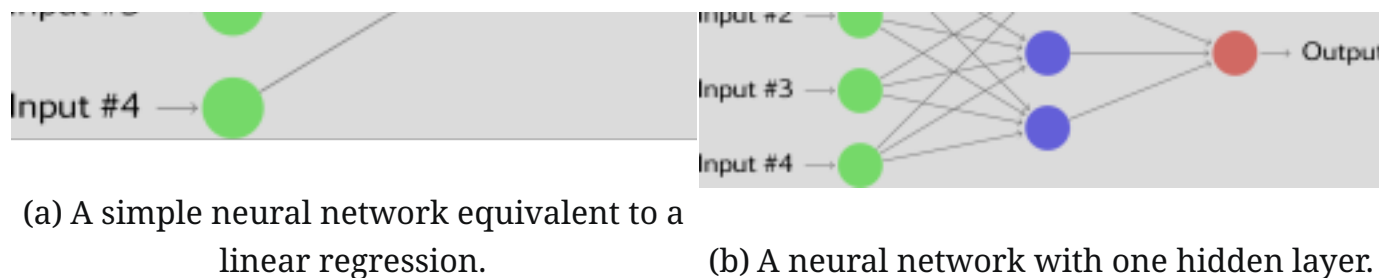 Input #4
(a) A simple neural network equivalent to a
linear regression.
Input #2
Input #3
Input #4
Output
(b) A neural network with one hidden layer.